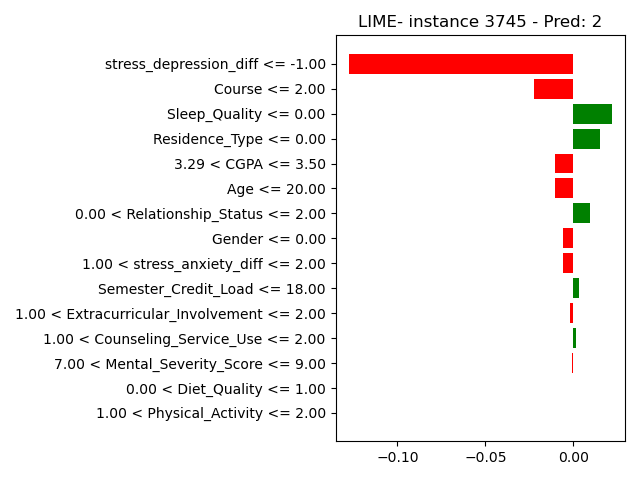 LIME- instance 3745 - Pred: 2
stress_depression_diff <= -1.00
Course <= 2.00
Sleep_Quality <= 0.00
Residence_Type <= 0.00
3.29 < CGPA <= 3.50
Age <= 20.00
0.00 < Relationship_Status <= 2.00
Gender <= 0.00
1.00 < stress_anxiety_diff <= 2.00
Semester_Credit_Load <= 18.00
1.00 < Extracurricular_Involvement <= 2.00
1.00 < Counseling_Service_Use <= 2.00
7.00 < Mental_Severity_Score <= 9.00
0.00 < Diet_Quality <= 1.00
1.00 < Physical_Activity <= 2.00
−0.10 −0.05 0.00